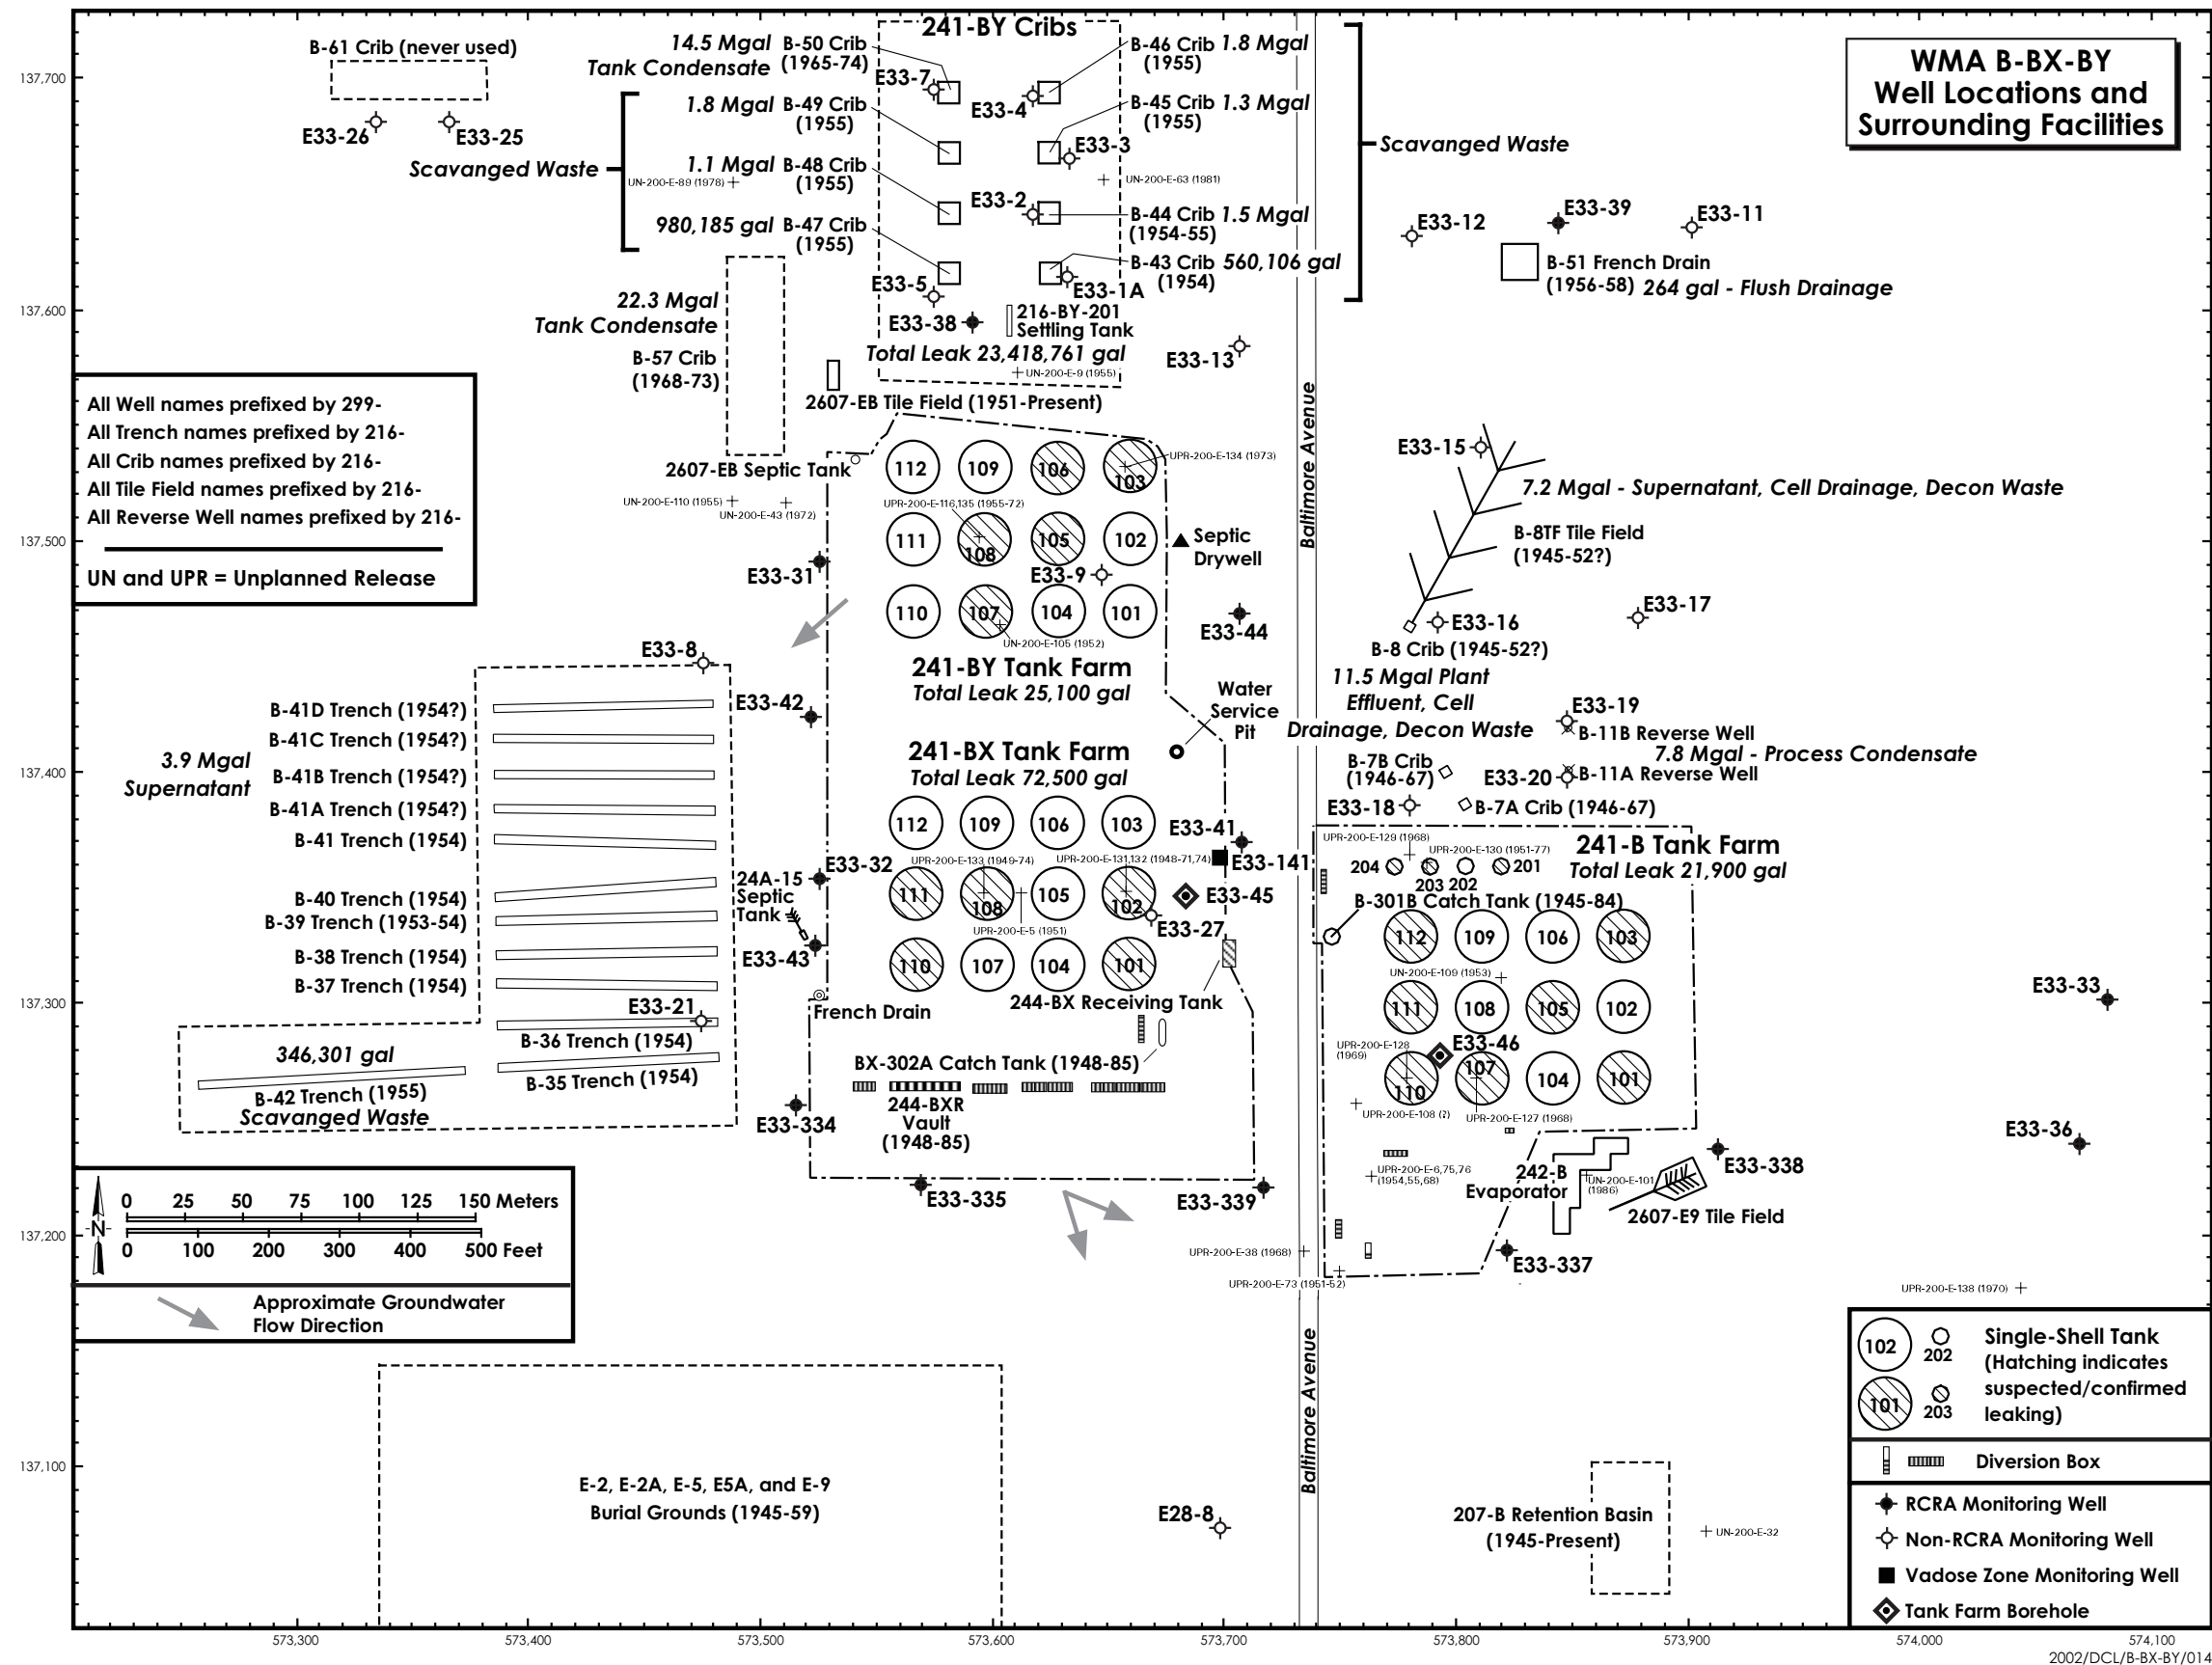 WMA B-BX-BY
Well Locations and
Surrounding Facilities
241-BY Cribs
B-61 Crib (never used)
E33-26
E33-25
14.5 Mgal
Tank Condensate
B-50 Crib
(1965-74)
E33-7
1.8 Mgal
B-49 Crib
(1955)
1.1 Mgal
B-48 Crib
(1955)
980,185 gal
B-47 Crib
(1955)
Scavanged Waste
UN-200-E-89 (1978)
B-46 Crib 1.8 Mgal
(1955)
E33-4
B-45 Crib 1.3 Mgal
(1955)
E33-3
UN-200-E-63 (1981)
E33-2
B-44 Crib 1.5 Mgal
(1954-55)
B-43 Crib 560,106 gal
(1954)
E33-1A
E33-5
E33-38
216-BY-201
Settling Tank
Total Leak 23,418,761 gal
UN-200-E-9 (1955)
Scavanged Waste
E33-12
E33-39
E33-11
B-51 French Drain
(1956-58) 264 gal - Flush Drainage
E33-13
22.3 Mgal
Tank Condensate
B-57 Crib
(1968-73)
2607-EB Tile Field (1951-Present)
All Well names prefixed by 299-
All Trench names prefixed by 216-
All Crib names prefixed by 216-
All Tile Field names prefixed by 216-
All Reverse Well names prefixed by 216-
UN and UPR = Unplanned Release
Baltimore Avenue
2607-EB Septic Tank
UN-200-E-110 (1955)
UN-200-E-43 (1972)
112
109
106
103
UPR-200-E-134 (1973)
UPR-200-E-116,135 (1955-72)
111
108
105
102
Septic
Drywell
E33-9
E33-31
110
107
104
101
UN-200-E-105 (1952)
E33-44
241-BY Tank Farm
Total Leak 25,100 gal
E33-15
7.2 Mgal - Supernatant, Cell Drainage, Decon Waste
B-8TF Tile Field
(1945-52?)
E33-16
E33-17
B-8 Crib (1945-52?)
11.5 Mgal Plant
Effluent, Cell
Drainage, Decon Waste
E33-19
B-11B Reverse Well
7.8 Mgal - Process Condensate
B-7B Crib
(1946-67)
E33-20
B-11A Reverse Well
E33-18
B-7A Crib (1946-67)
E33-8
E33-42
Water
Service
Pit
241-BX Tank Farm
Total Leak 72,500 gal
3.9 Mgal
Supernatant
B-41D Trench (1954?)
B-41C Trench (1954?)
B-41B Trench (1954?)
B-41A Trench (1954?)
B-41 Trench (1954)
B-40 Trench (1954)
B-39 Trench (1953-54)
B-38 Trench (1954)
B-37 Trench (1954)
E33-21
B-36 Trench (1954)
B-35 Trench (1954)
346,301 gal
B-42 Trench (1955)
Scavanged Waste
112
109
106
103
E33-41
E33-141
E33-32
UPR-200-E-133 (1949-74)
UPR-200-E-131,132 (1948-71,74)
24A-15
Septic
Tank
111
108
105
102
E33-45
E33-27
UPR-200-E-5 (1951)
E33-43
110
107
104
101
244-BX Receiving Tank
French Drain
BX-302A Catch Tank (1948-85)
244-BXR
Vault
(1948-85)
E33-334
E33-335
E33-339
241-B Tank Farm
Total Leak 21,900 gal
UPR-200-E-129 (1968)
UPR-200-E-130 (1951-77)
204
203
202
201
B-301B Catch Tank (1945-84)
112
109
106
103
UN-200-E-109 (1953)
111
108
105
102
UPR-200-E-128
(1969)
E33-46
110
107
104
101
UPR-200-E-108 (?)
UPR-200-E-127 (1968)
UPR-200-E-6,75,76
(1954,55,68)
242-B
Evaporator
UN-200-E-101
(1986)
2607-E9 Tile Field
E33-338
E33-337
E33-33
E33-36
UPR-200-E-38 (1968)
UPR-200-E-73 (1951-52)
UPR-200-E-138 (1970)
N
0 25 50 75 100 125 150 Meters
0 100 200 300 400 500 Feet
Approximate Groundwater
Flow Direction
E-2, E-2A, E-5, E5A, and E-9
Burial Grounds (1945-59)
E28-8
Baltimore Avenue
207-B Retention Basin
(1945-Present)
UN-200-E-32
102
202
101
203
Single-Shell Tank
(Hatching indicates
suspected/confirmed
leaking)
Diversion Box
RCRA Monitoring Well
Non-RCRA Monitoring Well
Vadose Zone Monitoring Well
Tank Farm Borehole
137,700
137,600
137,500
137,400
137,300
137,200
137,100
573,300
573,400
573,500
573,600
573,700
573,800
573,900
574,000
574,100
2002/DCL/B-BX-BY/014